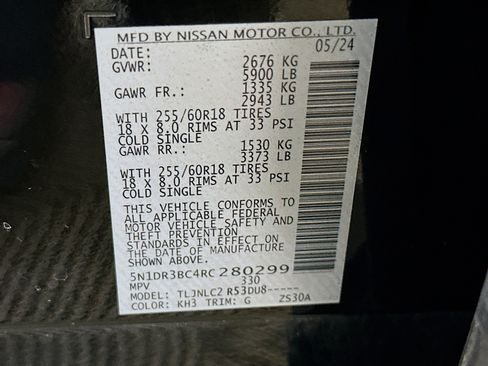 MFD BY NISSAN MOTOR CO., LTD.
DATE: 05/24
GVWR: 2676 KG
5900 LB
GAWR FR.: 1335 KG
2943 LB
WITH 255/60R18 TIRES
18 X 8.0 RIMS AT 33 PSI
COLD SINGLE
GAWR RR.: 1530 KG
3373 LB
WITH 255/60R18 TIRES
18 X 8.0 RIMS AT 33 PSI
COLD SINGLE
THIS VEHICLE CONFORMS TO
ALL APPLICABLE FEDERAL
MOTOR VEHICLE SAFETY AND
THEFT PREVENTION
STANDARDS IN EFFECT ON
THE DATE OF MANUFACTURE
SHOWN ABOVE.
5N1DR3BC4RC280299
MPV 330
MODEL: TLJNLC2 R53DU8-----
COLOR: KH3 TRIM: G ZS30A